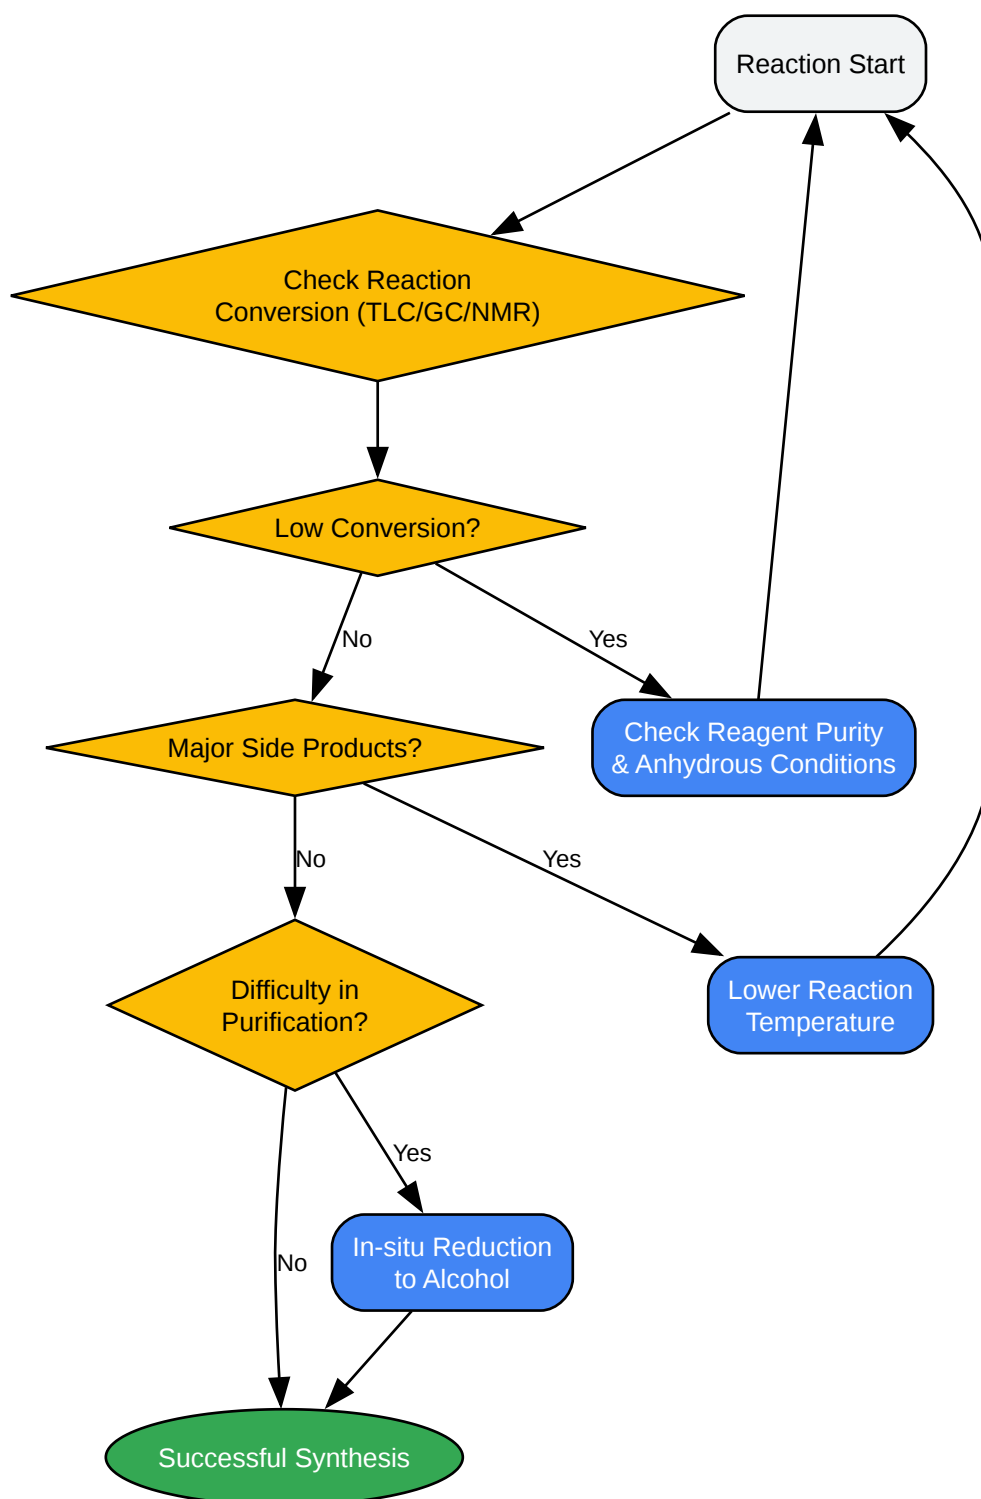 Reaction Start
Check Reaction
Conversion (TLC/GC/NMR)
Low Conversion?
No
Yes
Major Side Products?
Check Reagent Purity
& Anhydrous Conditions
No
Yes
Difficulty in
Purification?
Lower Reaction
Temperature
Yes
No
In-situ Reduction
to Alcohol
Successful Synthesis